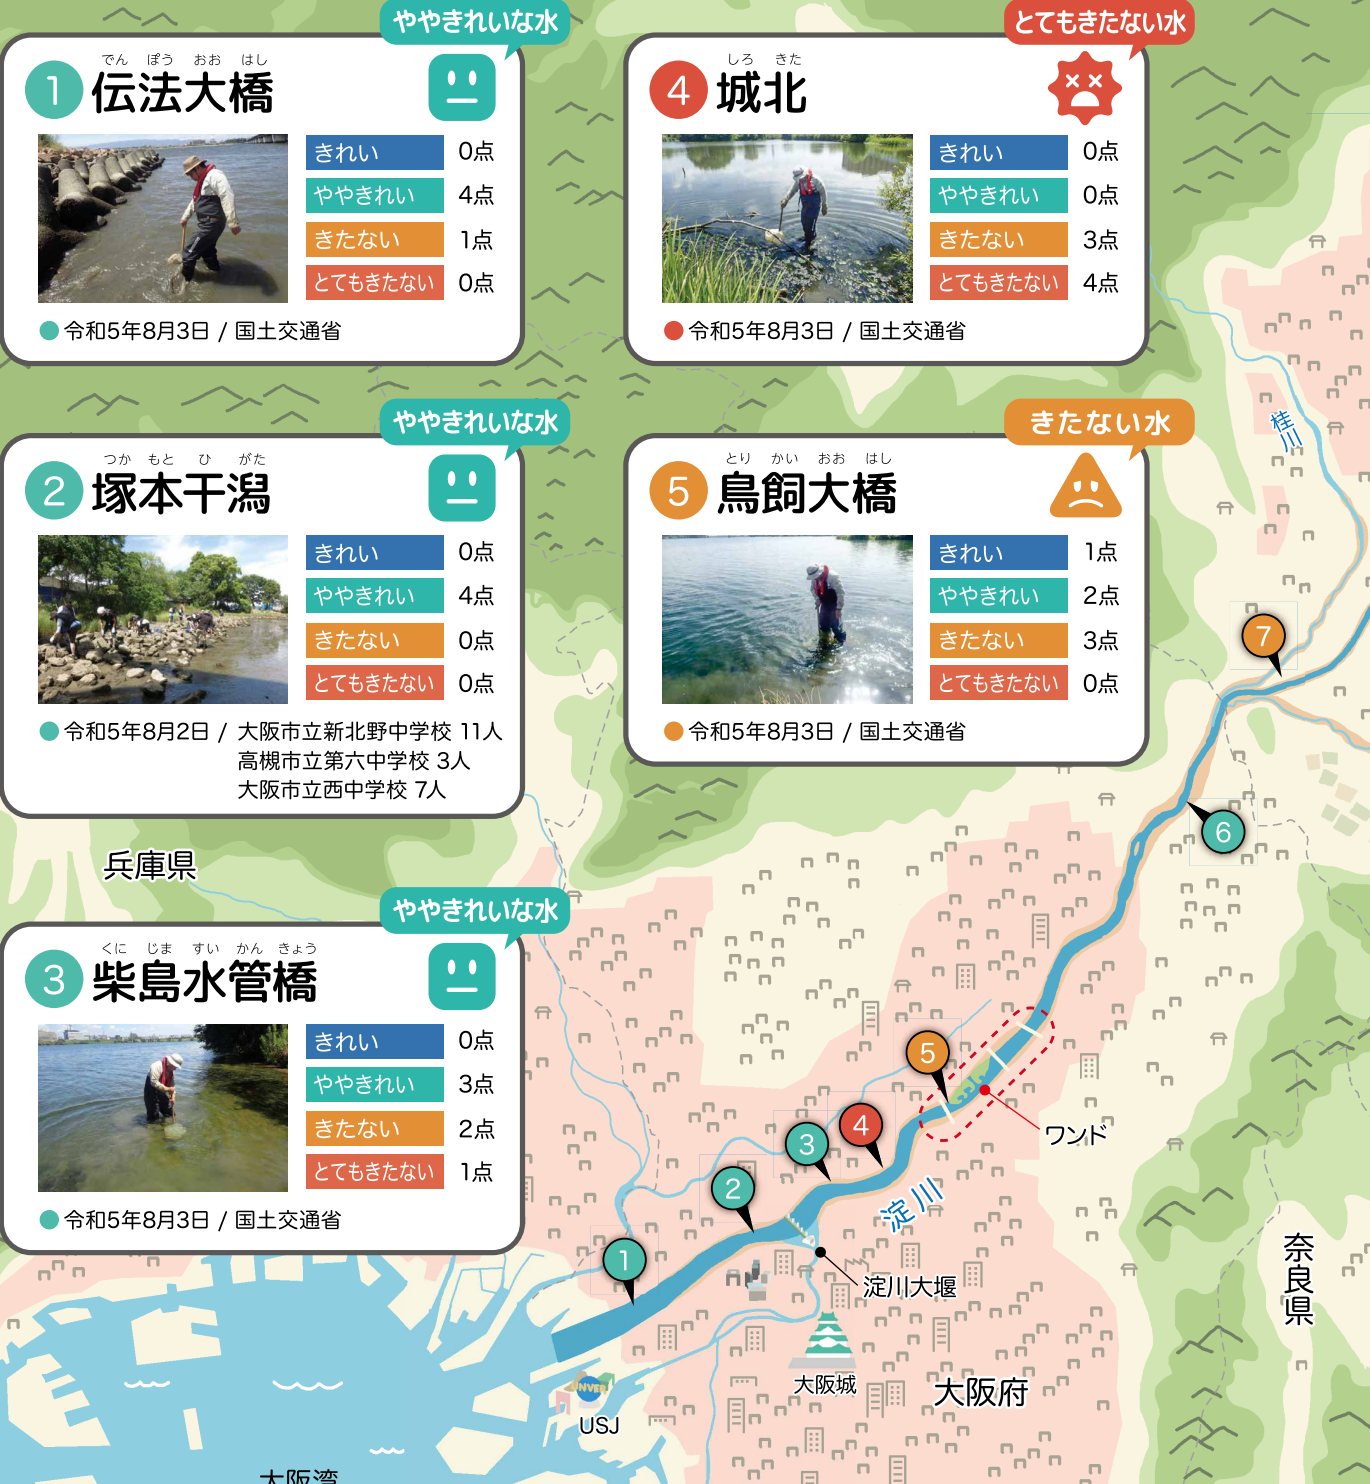 ややきれいな水
でん ぽう おお はし
1 伝法大橋
きれい 0点
ややきれい 4点
きたない 1点
とてもきたない 0点
令和5年8月3日 / 国土交通省
とてもきたない水
しろ きた
4 城北
きれい 0点
ややきれい 0点
きたない 3点
とてもきたない 4点
令和5年8月3日 / 国土交通省
ややきれいな水
つか もと ひ がた
2 塚本干潟
きれい 0点
ややきれい 4点
きたない 0点
とてもきたない 0点
令和5年8月2日 / 大阪市立新北野中学校 11人
高槻市立第六中学校 3人
大阪市立西中学校 7人
きたない水
とり かい おお はし
5 鳥飼大橋
きれい 1点
ややきれい 2点
きたない 3点
とてもきたない 0点
令和5年8月3日 / 国土交通省
ややきれいな水
くに じま すい かん きょう
3 柴島水管橋
きれい 0点
ややきれい 3点
きたない 2点
とてもきたない 1点
令和5年8月3日 / 国土交通省
桂川
7
6
兵庫県
5
4
3
2
1
ワンド
淀川
淀川大堰
奈良県
大阪城
大阪府
UNIVER
USJ
大阪湾